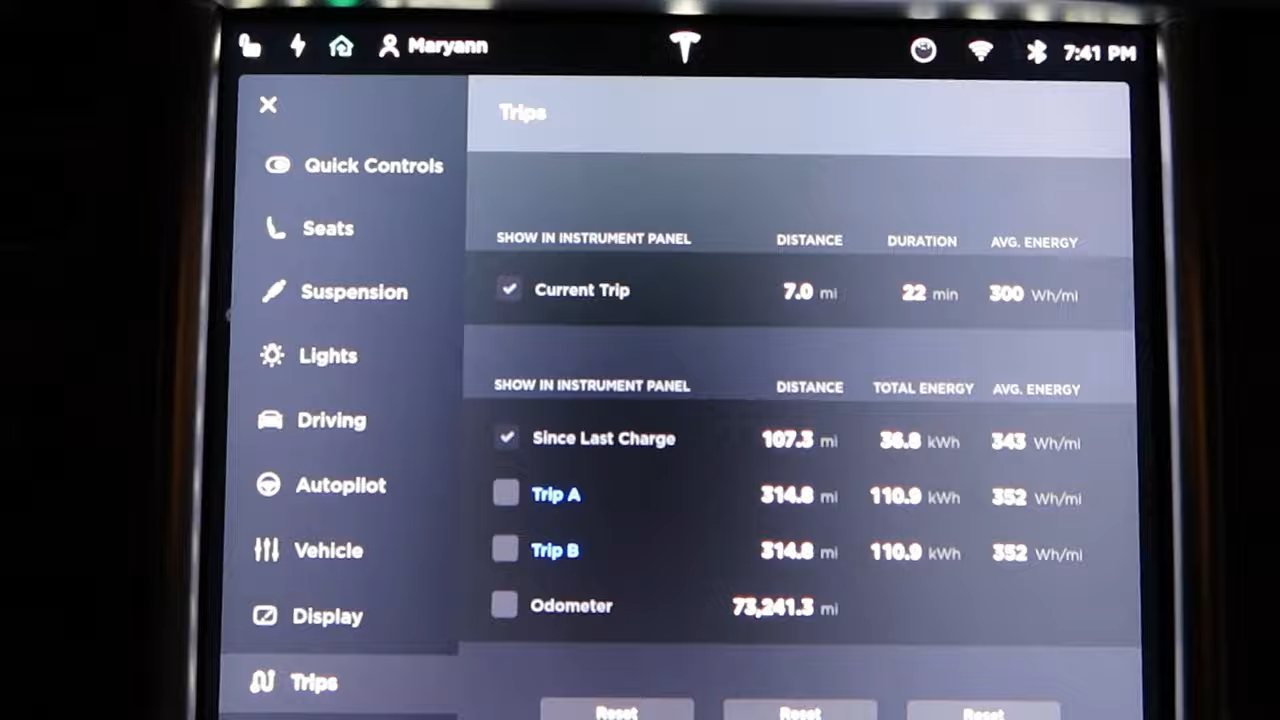 Maryann
7:41 PM
Trips
Quick Controls
Seats
Suspension
Lights
Driving
Autopilot
Vehicle
Display
Trips
SHOW IN INSTRUMENT PANEL DISTANCE DURATION AVG. ENERGY
Current Trip 7.0 mi 22 min 300 Wh/mi
SHOW IN INSTRUMENT PANEL DISTANCE TOTAL ENERGY AVG. ENERGY
Since Last Charge 107.3 mi 36.8 kWh 343 Wh/mi
Trip A 314.8 mi 110.9 kWh 352 Wh/mi
Trip B 314.8 mi 110.9 kWh 352 Wh/mi
Odometer 73,241.3 mi
Reset Reset Reset